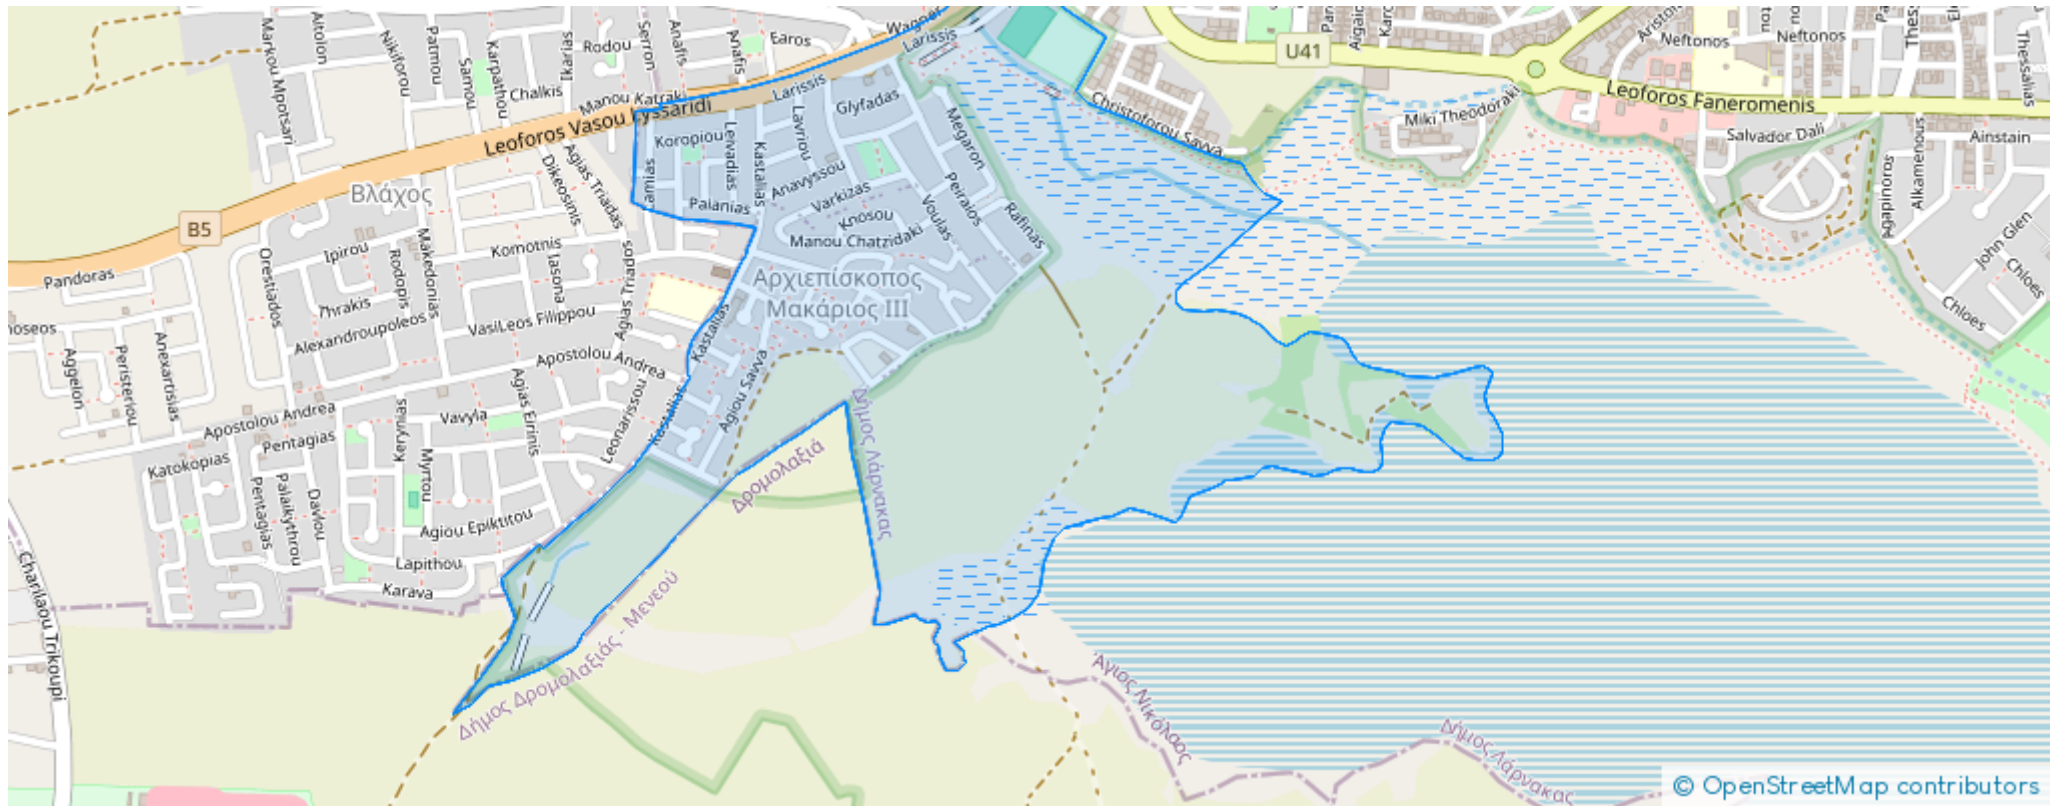 Markou Mpotsari
Aitolon
Nikiforou
Patmou
Samou
Karpathou
Chalkis
Ikarias
Rodou
Serron
Anafis
Anafis
Earos
Wagner
Larissis
Manou Katraki
Larissis
Leoforos Vasou Lyssaridi
U41
Aristo
Neftonos
Neftonos
Thessalias
Leoforos Faneromenis
Miki Theodoraki
Salvador Dali
Ainstain
Christoforou Savva
Glyfadas
Megaron
Koropiou
Levadias
Kastalias
Lavriou
Anavyssou
Varkizas
Palanias
Knosou
Voulas
Peiraios
Rafinas
Manou Chatzidaki
Βλάχος
B5
Dikeosinis
Agias Triadas
Agapinoros
Alkamenous
John Glen
Chloes
Chloes
Pandoras
Orestiados
Ipirou
Makedonias
Rodopis
Komotnis
Iasona
Agias Triados
Αρχιεπίσκοπος
Μακάριος III
Thrakis
Alexandroupoleos
VasiLeos Filippou
Kastalias
Aggelon
Peristeriou
Anexartisias
Apostolou Andrea
Apostolou Andrea
Agiou Savva
Kastalias
Leonarissou
Agias Eirinis
Vavyla
Keryneias
Myrtou
Pentagias
Katokopias
Pentagias
Palaikythrou
Davlou
Agiou Epiktitou
Lapithou
Karava
Charilaou Trikoupi
Δρομολαξιά
Δήμος Λάρνακας
Δήμος Δρομολαξιάς - Μενεού
Άγιος Νικόλαος
Δήμος Λάρνακας
© OpenStreetMap contributors